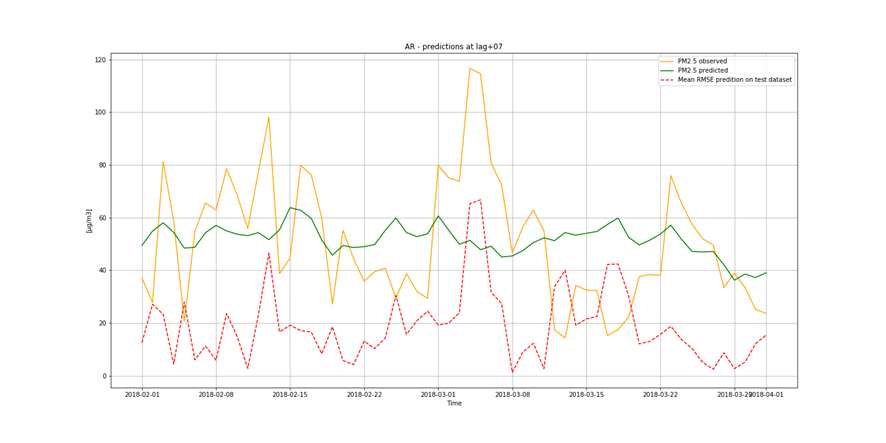 AR - predictions at lag+07
PM2.5 observed
PM2.5 predicted
Mean RMSE predition on test dataset
120
100
80
60
40
20
0
[µg/m3]
2018-02-01 2018-02-08 2018-02-15 2018-02-22 2018-03-01 2018-03-08 2018-03-15 2018-03-22 2018-03-29 2018-04-01
Time